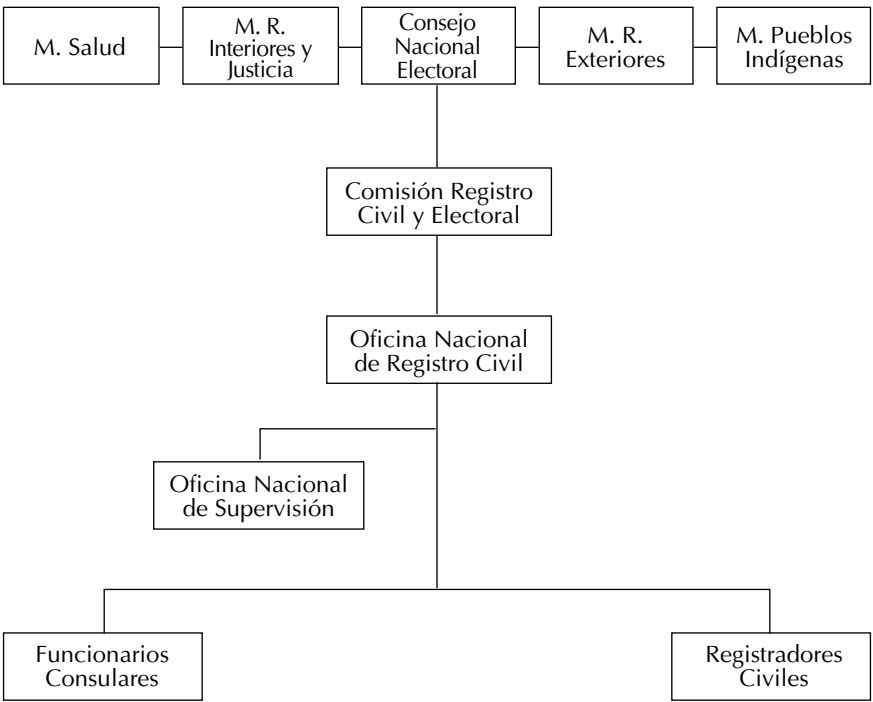 M. Salud
M. R.
Interiores y
Justicia
Consejo
Nacional
Electoral
M. R.
Exteriores
M. Pueblos
Indígenas
Comisión Registro
Civil y Electoral
Oficina Nacional
de Registro Civil
Oficina Nacional
de Supervisión
Funcionarios
Consulares
Registradores
Civiles